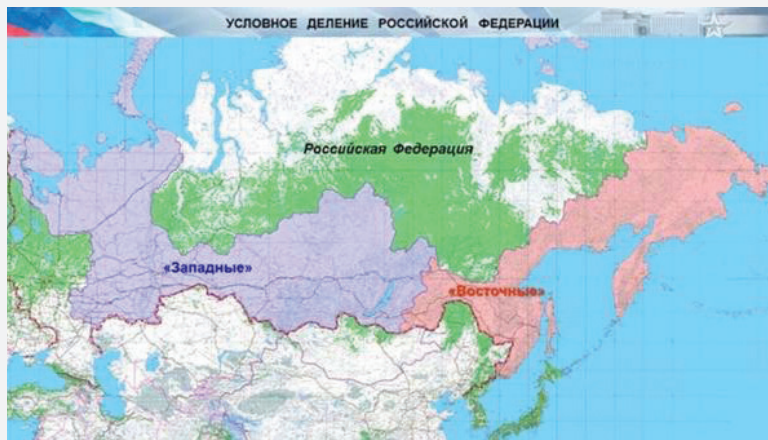 УСЛОВНОЕ ДЕЛЕНИЕ РОССИЙСКОЙ ФЕДЕРАЦИИ
Российская Федерация
«Западные»
«Восточные»